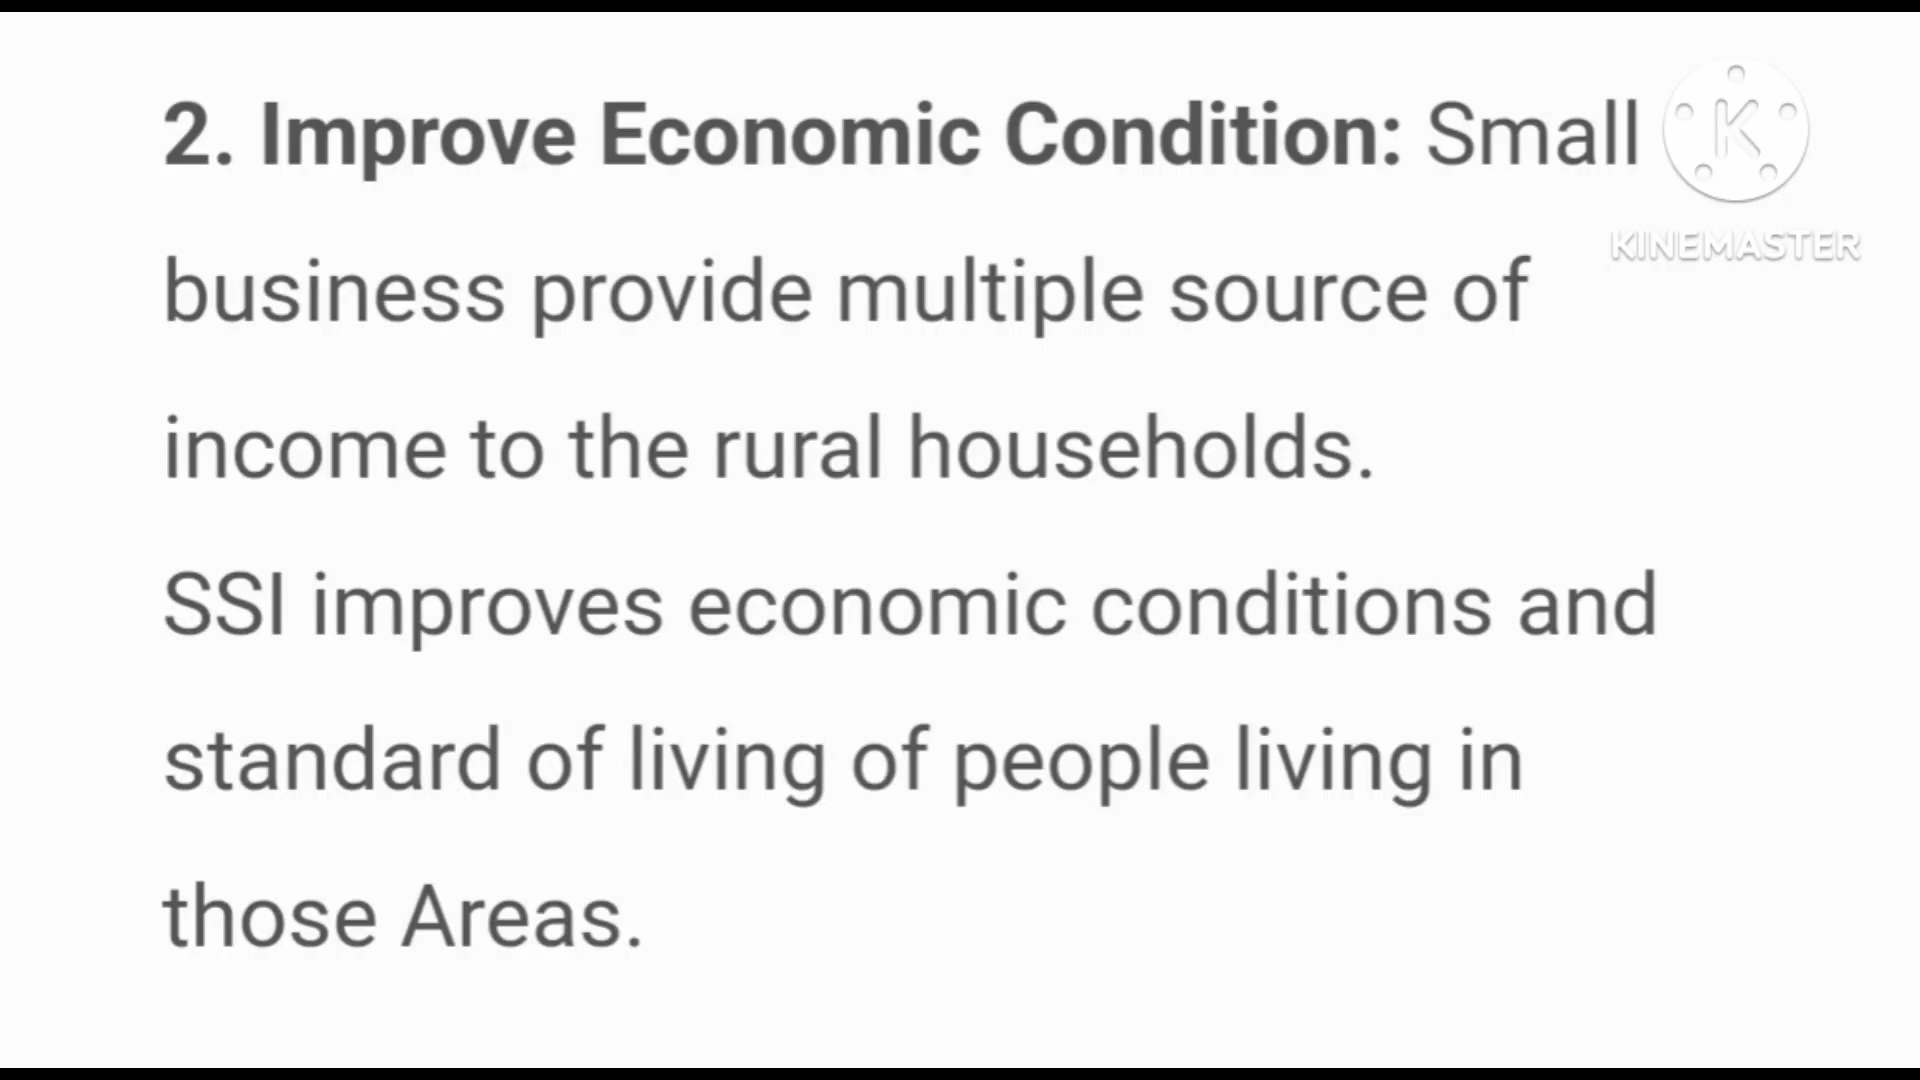 2. Improve Economic Condition: Small
business provide multiple source of
income to the rural households.
SSI improves economic conditions and
standard of living of people living in
those Areas.
K
KINEMASTER